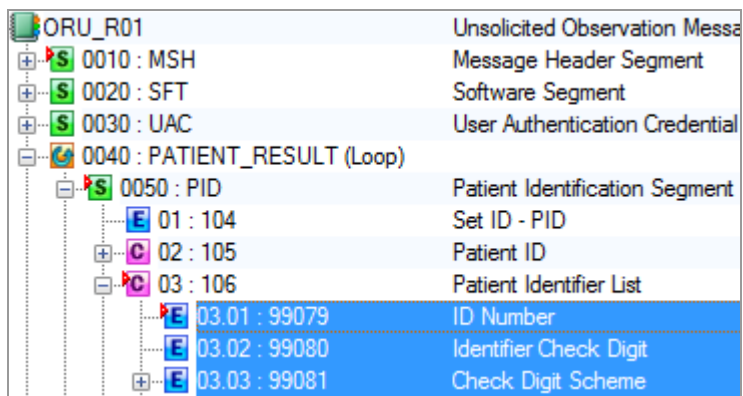 ORU_R01 Unsolicited Observation Messa
S 0010 : MSH Message Header Segment
S 0020 : SFT Software Segment
S 0030 : UAC User Authentication Credential
0040 : PATIENT_RESULT (Loop)
S 0050 : PID Patient Identification Segment
E 01 : 104 Set ID - PID
C 02 : 105 Patient ID
C 03 : 106 Patient Identifier List
E 03.01 : 99079 ID Number
E 03.02 : 99080 Identifier Check Digit
E 03.03 : 99081 Check Digit Scheme